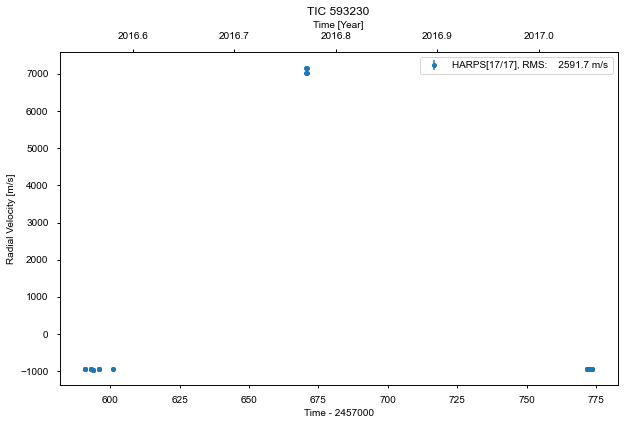 TIC 593230
Time [Year]
2016.6 2016.7 2016.8 2016.9 2017.0
HARPS[17/17], RMS: 2591.7 m/s
Radial Velocity [m/s]
7000
6000
5000
4000
3000
2000
1000
0
−1000
600 625 650 675 700 725 750 775
Time - 2457000